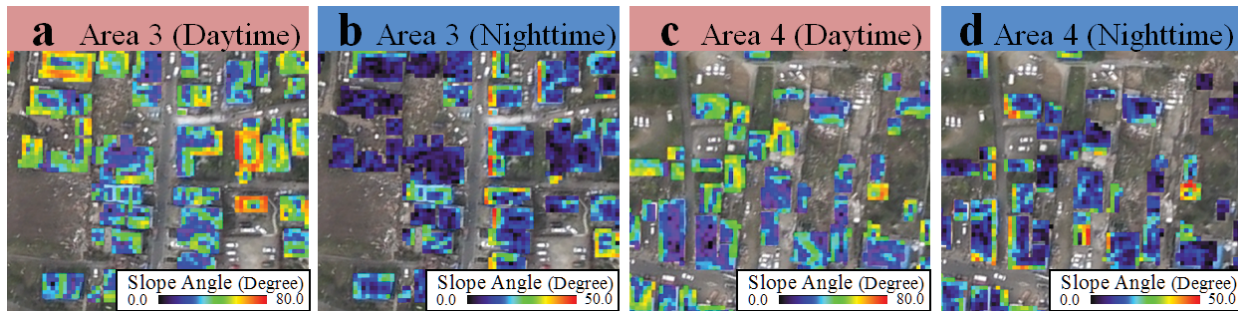 a Area 3 (Daytime)
b Area 3 (Nighttime)
c Area 4 (Daytime)
d Area 4 (Nighttime)
Slope Angle (Degree)
0.0 80.0
Slope Angle (Degree)
0.0 50.0
Slope Angle (Degree)
0.0 80.0
Slope Angle (Degree)
0.0 50.0